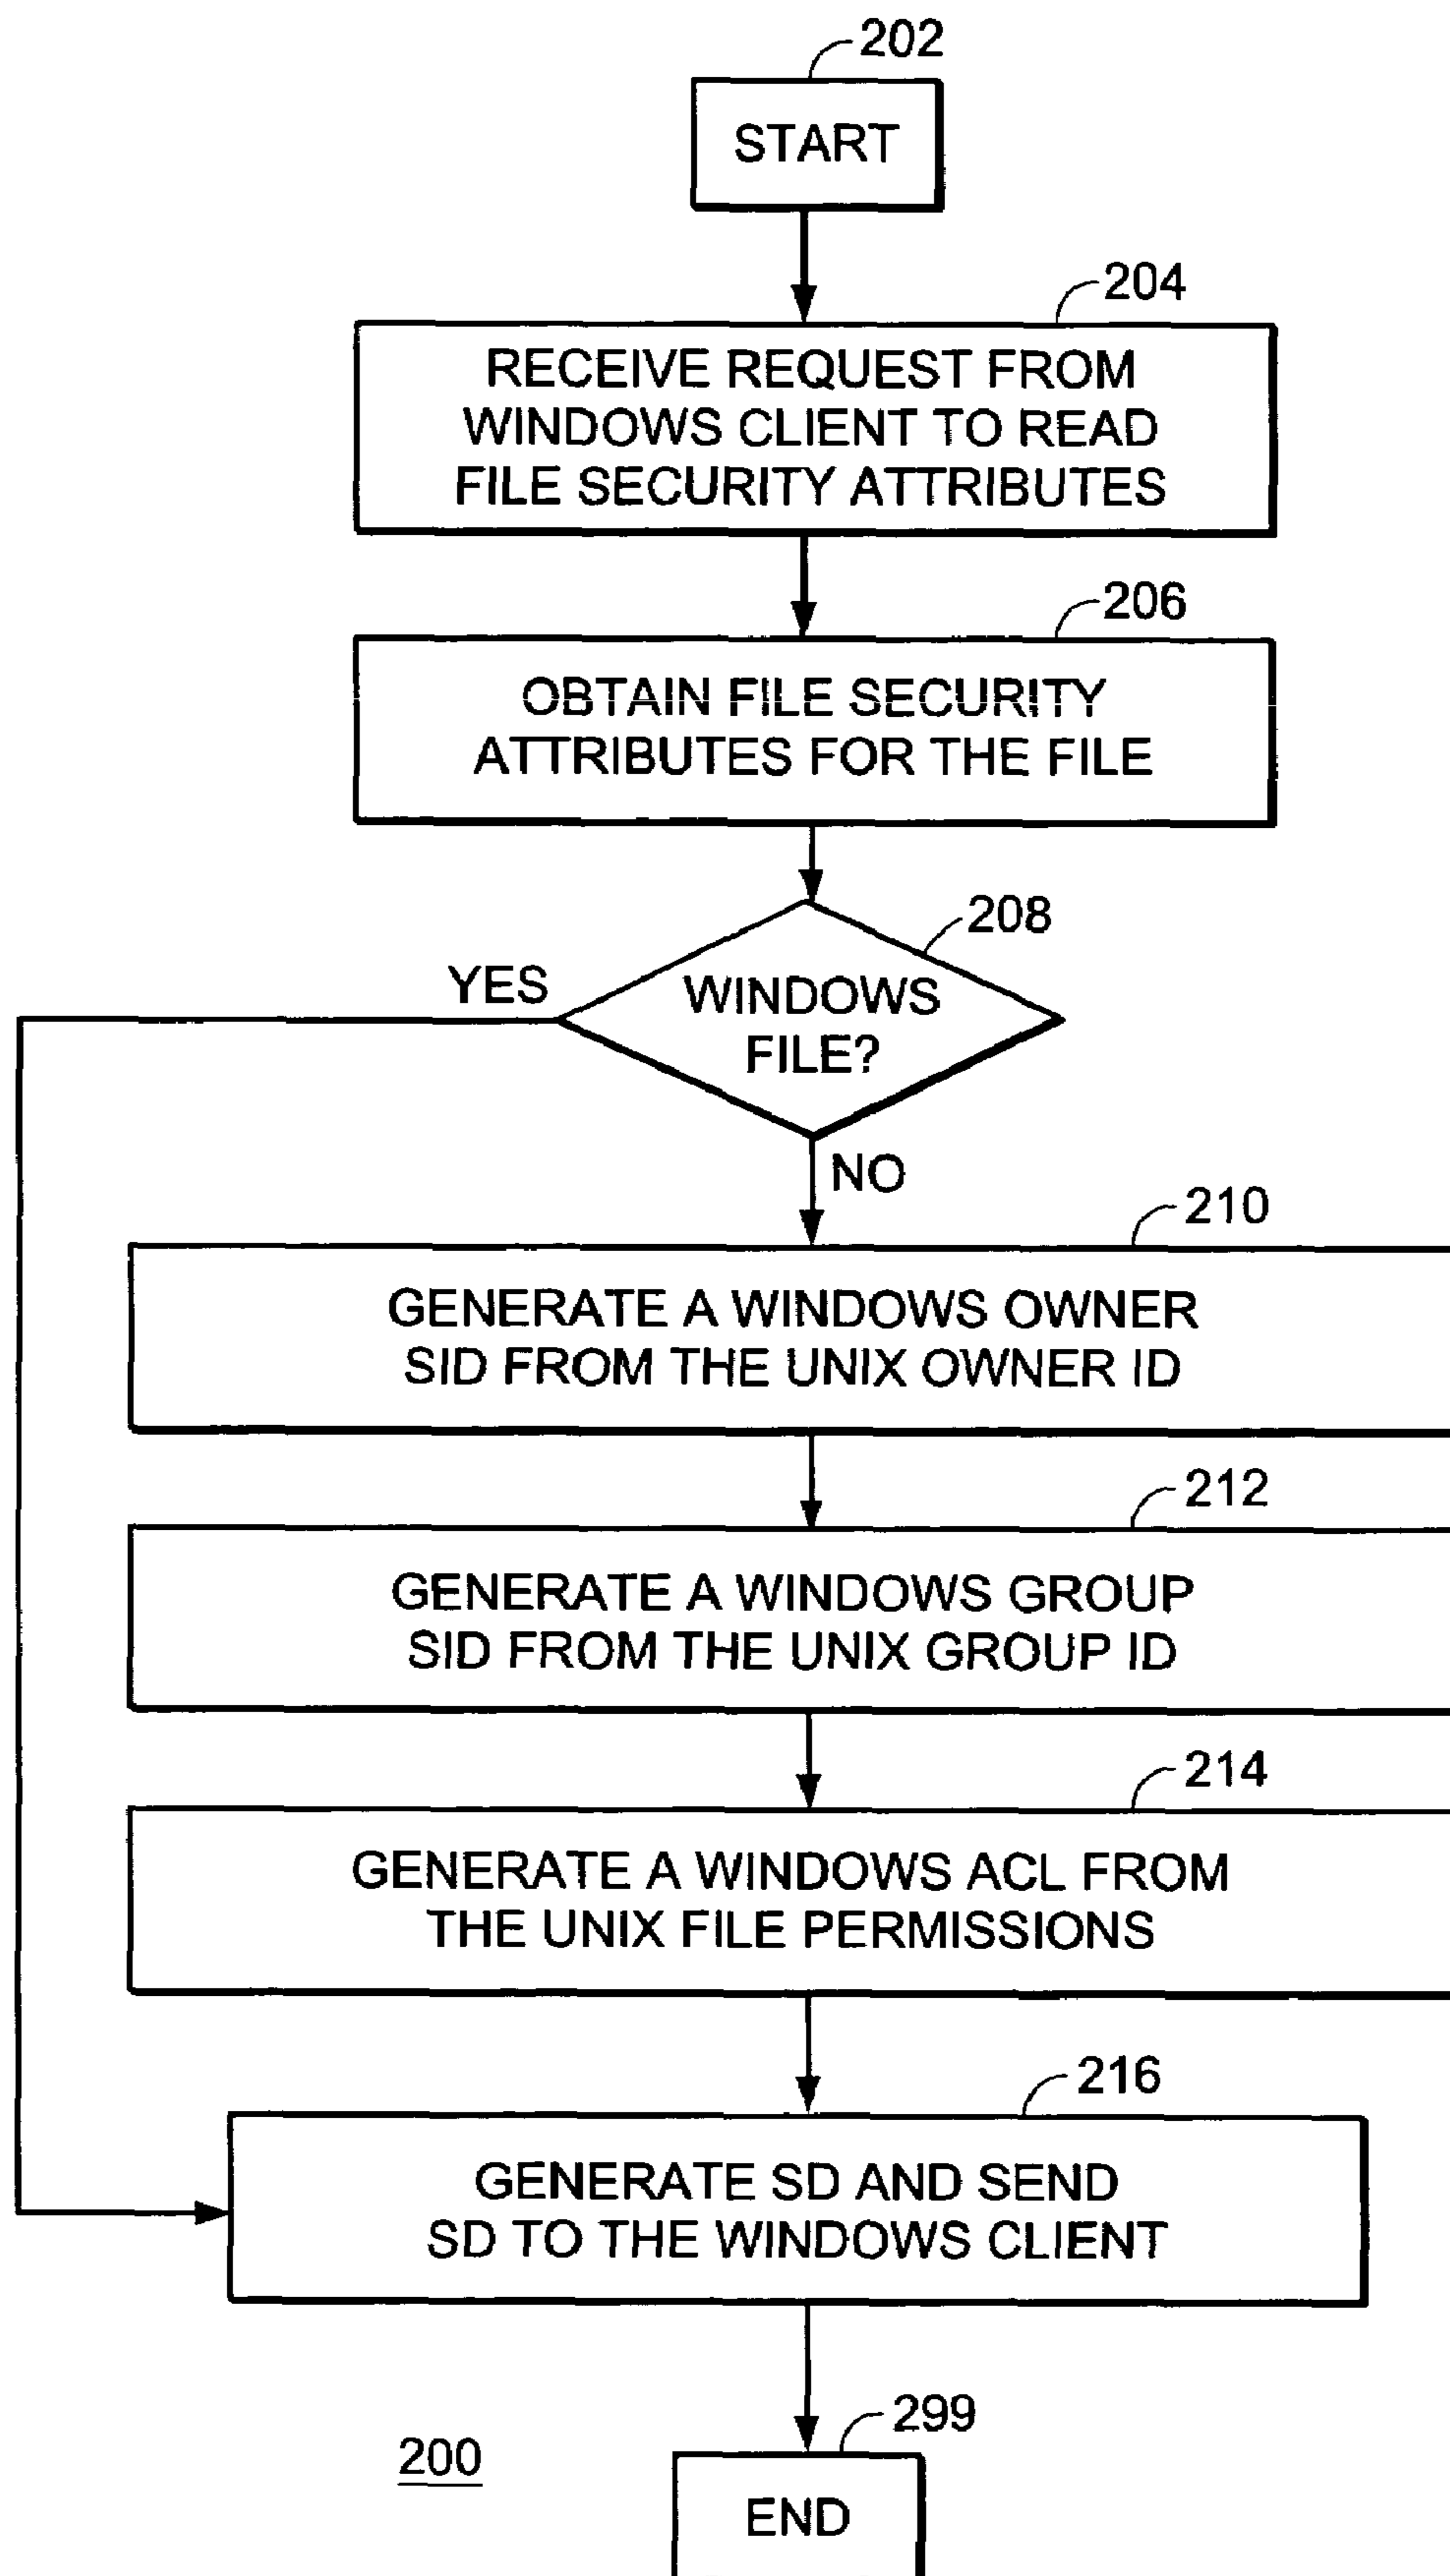 202
START
204
RECEIVE REQUEST FROM
WINDOWS CLIENT TO READ
FILE SECURITY ATTRIBUTES
206
OBTAIN FILE SECURITY
ATTRIBUTES FOR THE FILE
208
YES
WINDOWS
FILE?
NO
210
GENERATE A WINDOWS OWNER
SID FROM THE UNIX OWNER ID
212
GENERATE A WINDOWS GROUP
SID FROM THE UNIX GROUP ID
214
GENERATE A WINDOWS ACL FROM
THE UNIX FILE PERMISSIONS
216
GENERATE SD AND SEND
SD TO THE WINDOWS CLIENT
299
200
END